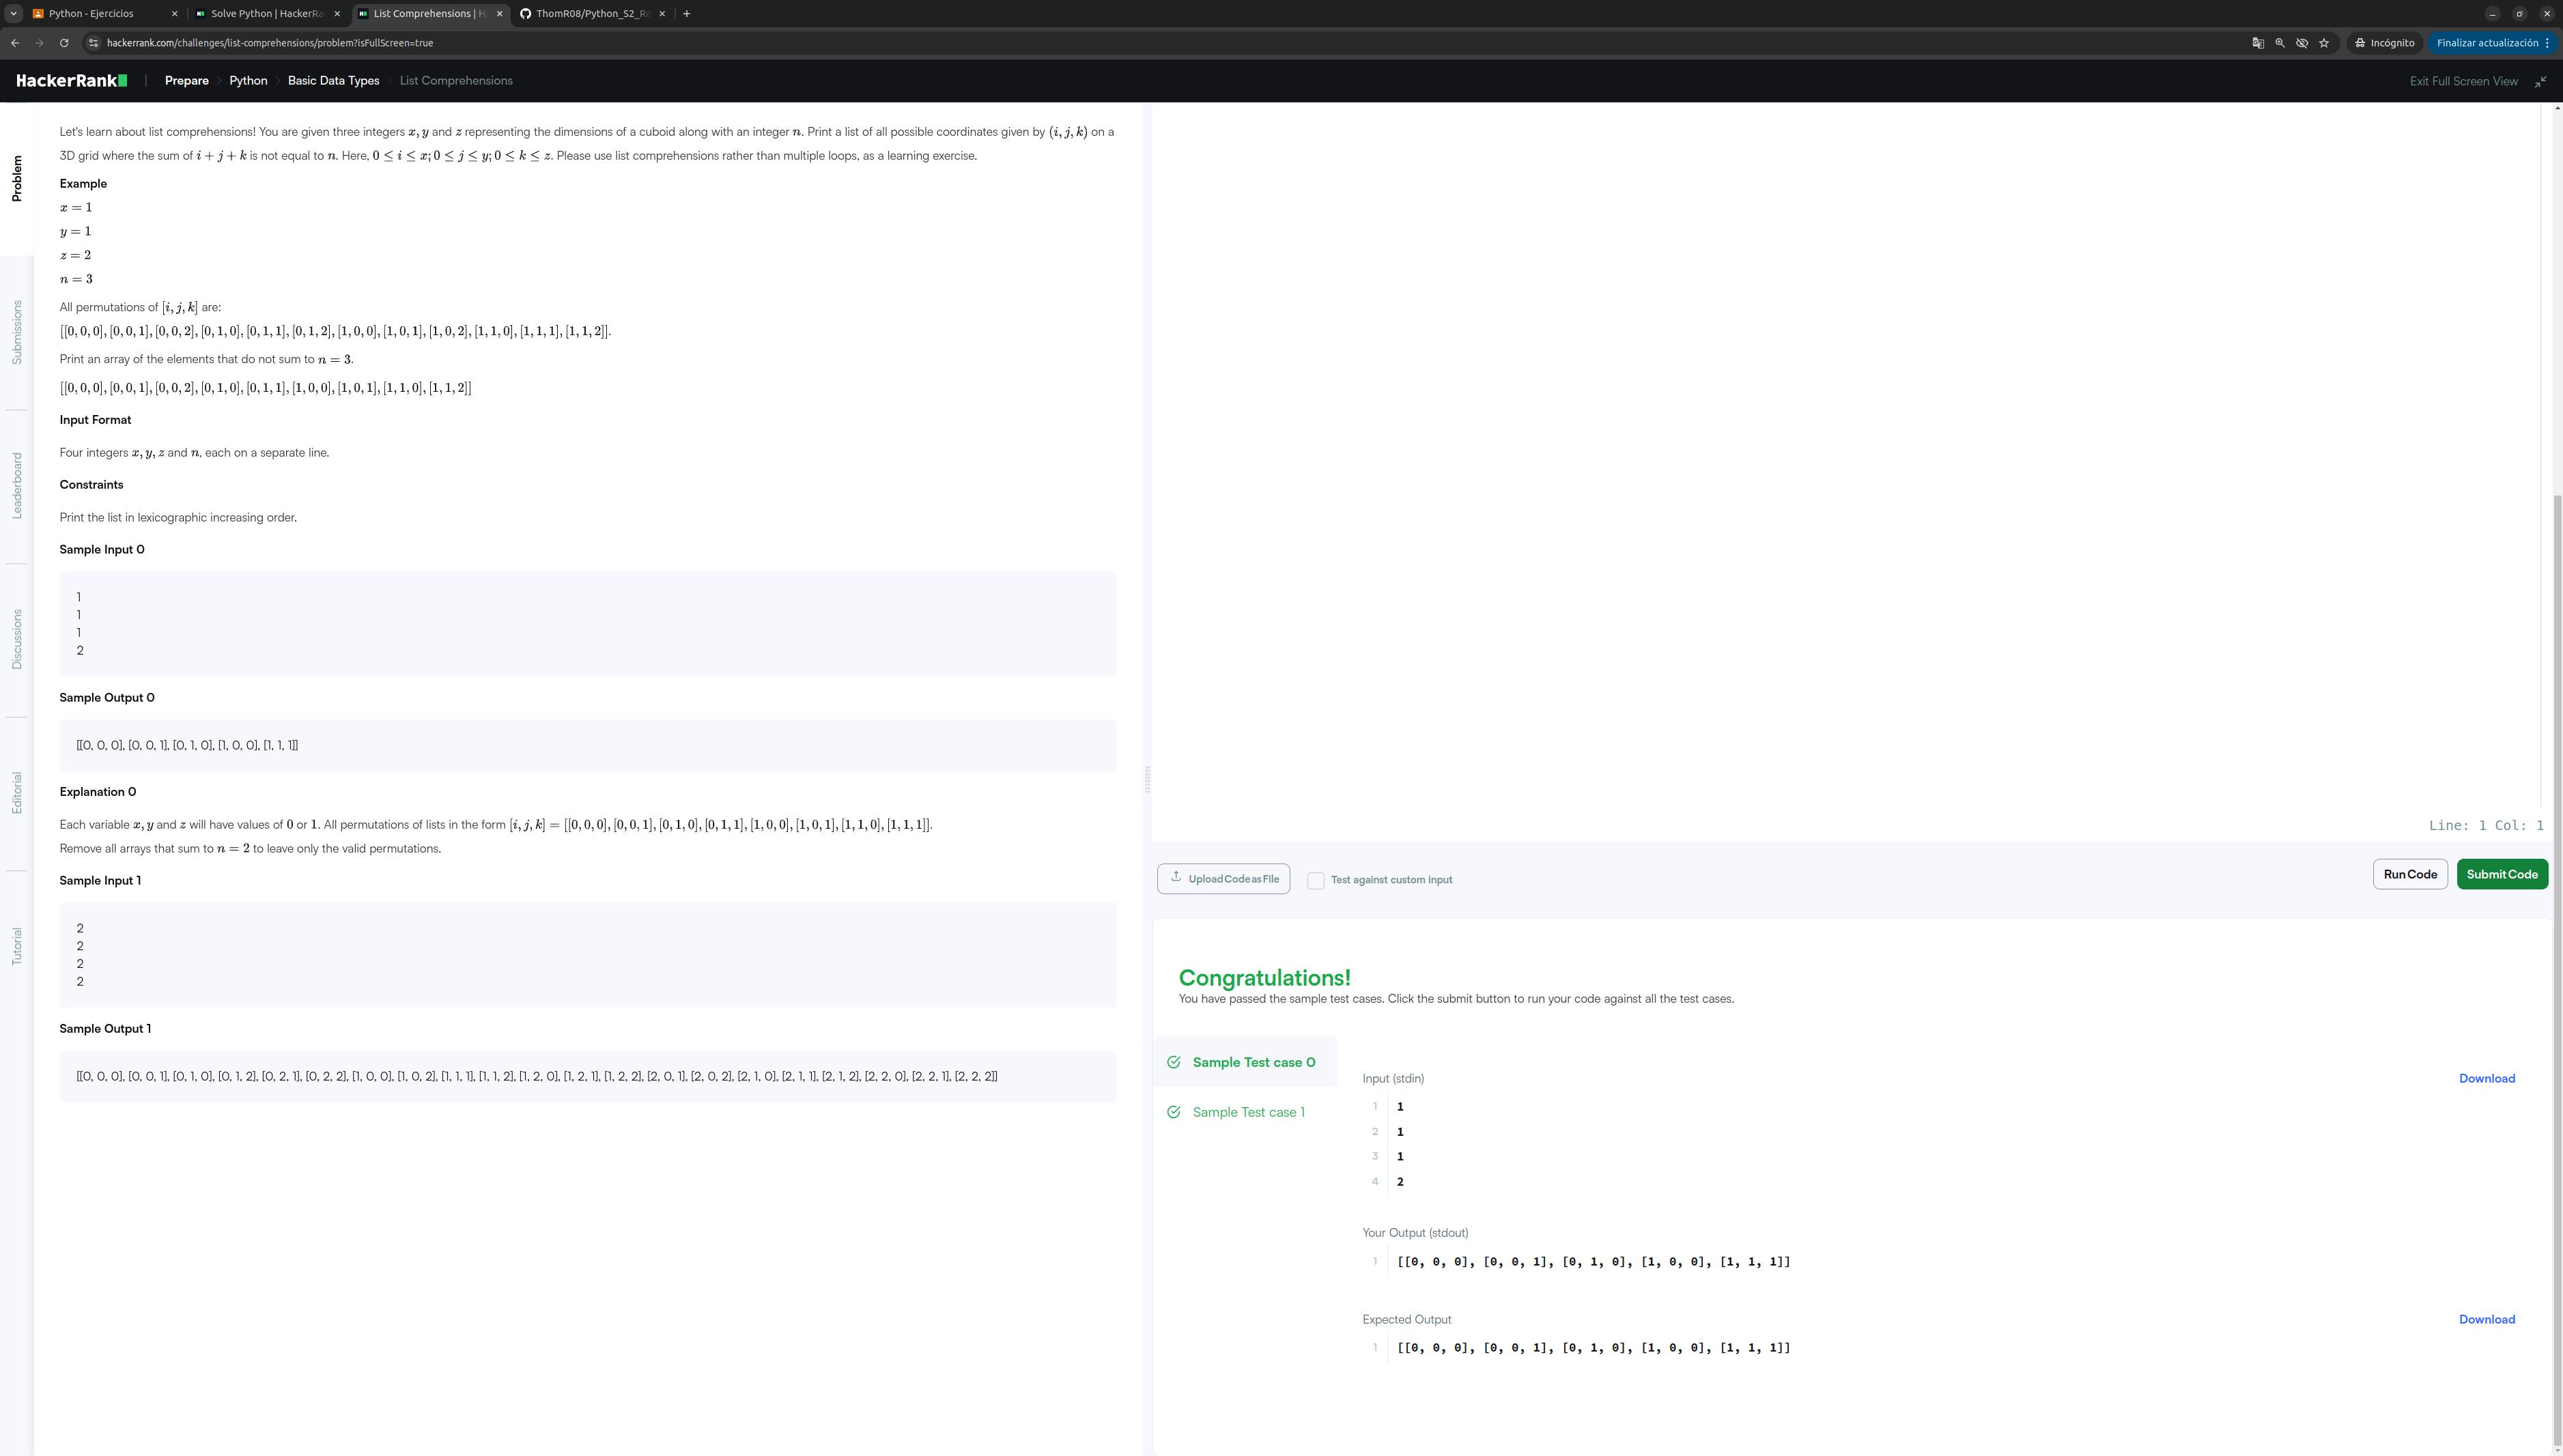 Python - Ejercicios
Solve Python | HackerRa
List Comprehensions | H
ThomR08/Python_S2_Ra
hackerrank.com/challenges/list-comprehensions/problem?isFullScreen=true
Incógnito
Finalizar actualización
HackerRank
Prepare
Python
Basic Data Types
List Comprehensions
Exit Full Screen View
Problem
Submissions
Leaderboard
Discussions
Editorial
Tutorial
Let's learn about list comprehensions! You are given three integers x, y and z representing the dimensions of a cuboid along with an integer n. Print a list of all possible coordinates given by (i, j, k) on a
3D grid where the sum of i + j + k is not equal to n. Here, 0 ≤ i ≤ x; 0 ≤ j ≤ y; 0 ≤ k ≤ z. Please use list comprehensions rather than multiple loops, as a learning exercise.
Example
x = 1
y = 1
z = 2
n = 3
All permutations of [i, j, k] are:
[[0, 0, 0], [0, 0, 1], [0, 0, 2], [0, 1, 0], [0, 1, 1], [0, 1, 2], [1, 0, 0], [1, 0, 1], [1, 0, 2], [1, 1, 0], [1, 1, 1], [1, 1, 2]].
Print an array of the elements that do not sum to n = 3.
[[0, 0, 0], [0, 0, 1], [0, 0, 2], [0, 1, 0], [0, 1, 1], [1, 0, 0], [1, 0, 1], [1, 1, 0], [1, 1, 2]]
Input Format
Four integers x, y, z and n, each on a separate line.
Constraints
Print the list in lexicographic increasing order.
Sample Input 0
1
1
1
2
Sample Output 0
[[0, 0, 0], [0, 0, 1], [0, 1, 0], [1, 0, 0], [1, 1, 1]]
Explanation 0
Each variable x, y and z will have values of 0 or 1. All permutations of lists in the form [i, j, k] = [[0, 0, 0], [0, 0, 1], [0, 1, 0], [0, 1, 1], [1, 0, 0], [1, 0, 1], [1, 1, 0], [1, 1, 1]].
Remove all arrays that sum to n = 2 to leave only the valid permutations.
Sample Input 1
2
2
2
2
Sample Output 1
[[0, 0, 0], [0, 0, 1], [0, 1, 0], [0, 1, 2], [0, 2, 1], [0, 2, 2], [1, 0, 0], [1, 0, 2], [1, 1, 1], [1, 1, 2], [1, 2, 0], [1, 2, 1], [1, 2, 2], [2, 0, 1], [2, 0, 2], [2, 1, 0], [2, 1, 1], [2, 1, 2], [2, 2, 0], [2, 2, 1], [2, 2, 2]]
Line: 1 Col: 1
Upload Code as File
Test against custom input
Run Code
Submit Code
Congratulations!
You have passed the sample test cases. Click the submit button to run your code against all the test cases.
Sample Test case 0
Sample Test case 1
Input (stdin)
Download
1 1
2 1
3 1
4 2
Your Output (stdout)
1 [[0, 0, 0], [0, 0, 1], [0, 1, 0], [1, 0, 0], [1, 1, 1]]
Expected Output
Download
1 [[0, 0, 0], [0, 0, 1], [0, 1, 0], [1, 0, 0], [1, 1, 1]]